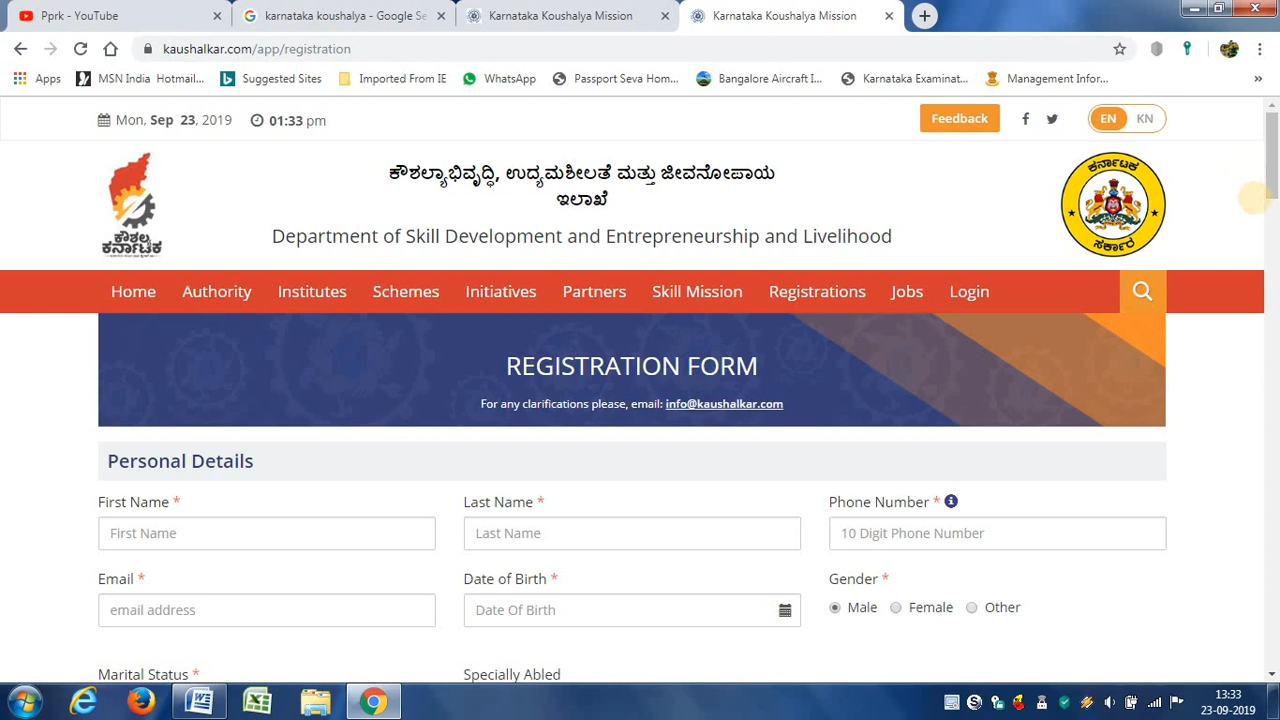 Pprk - YouTube
karnataka koushalya - Google Se
Karnataka Koushalya Mission
Karnataka Koushalya Mission
kaushalkar.com/app/registration
Apps
MSN India Hotmail...
Suggested Sites
Imported From IE
WhatsApp
Passport Seva Hom...
Bangalore Aircraft I...
Karnataka Examinat...
Management Infor...
»
Mon, Sep 23, 2019
01:33 pm
Feedback
EN
KN
ಕೌಶಲ್ಯ
ಕರ್ನಾಟಕ
ಕೌಶಲ್ಯಾಭಿವೃದ್ಧಿ, ಉದ್ಯಮಶೀಲತೆ ಮತ್ತು ಜೀವನೋಪಾಯ
ಇಲಾಖೆ
Department of Skill Development and Entrepreneurship and Livelihood
ಕರ್ನಾಟಕ
ಸರ್ಕಾರ
Home
Authority
Institutes
Schemes
Initiatives
Partners
Skill Mission
Registrations
Jobs
Login
REGISTRATION FORM
For any clarifications please, email: info@kaushalkar.com
Personal Details
First Name *
Last Name *
Phone Number *
First Name
Last Name
10 Digit Phone Number
Email *
Date of Birth *
Gender *
email address
Date Of Birth
Male
Female
Other
Marital Status *
Specially Abled
13:33
23-09-2019